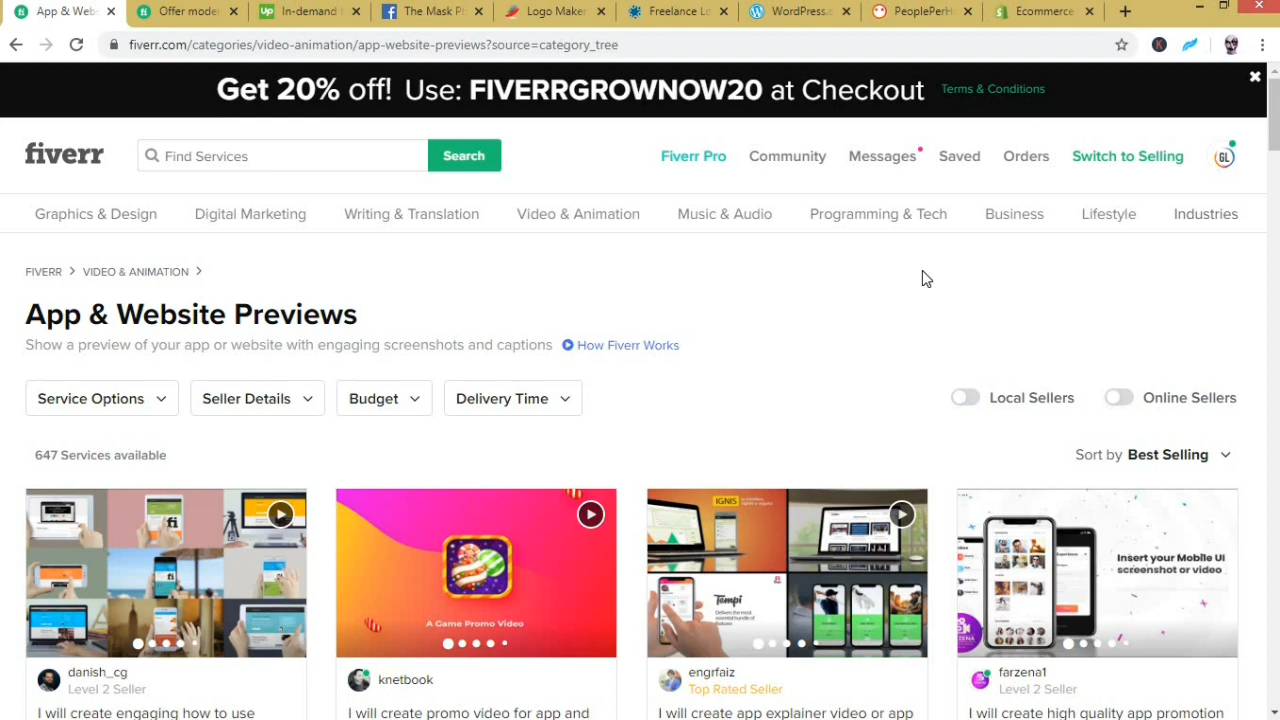 App & Webs
Offer moder
In-demand
The Mask Ph
Logo Maker
Freelance Lo
WordPress.c
PeoplePerH
Ecommerce
fiverr.com/categories/video-animation/app-website-previews?source=category_tree
Get 20% off! Use: FIVERRGROWNOW20 at Checkout Terms & Conditions
fiverr Find Services Search Fiverr Pro Community Messages Saved Orders Switch to Selling GL
Graphics & Design Digital Marketing Writing & Translation Video & Animation Music & Audio Programming & Tech Business Lifestyle Industries
FIVERR > VIDEO & ANIMATION >
App & Website Previews
Show a preview of your app or website with engaging screenshots and captions How Fiverr Works
Service Options Seller Details Budget Delivery Time Local Sellers Online Sellers
647 Services available Sort by Best Selling
fi
A Game Promo Video
IGNIS
Tempi
Insert your Mobile UI
screenshot or video
danish_cg
Level 2 Seller
knetbook
engrfaiz
Top Rated Seller
farzena1
Level 2 Seller
I will create engaging how to use
I will create promo video for app and
I will create app explainer video or app
I will create high quality app promotion